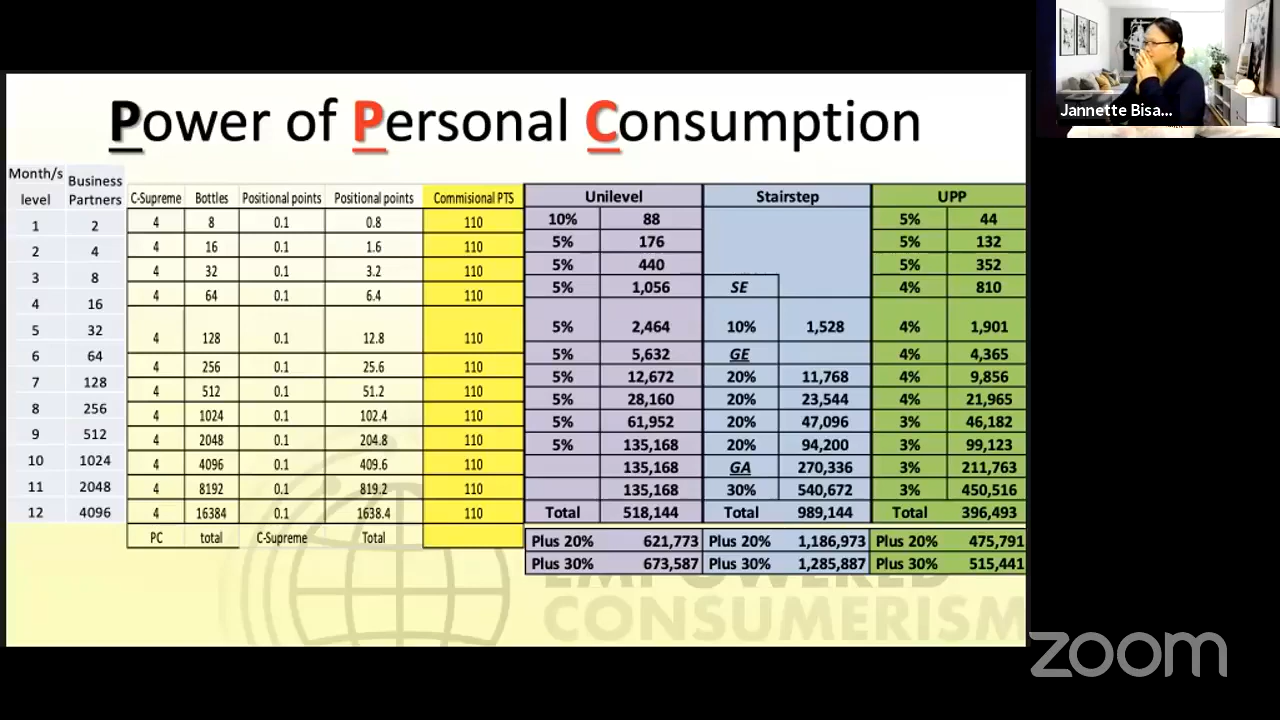 Jannette Bisa...
Power of Personal Consumption
Month/s level Business Partners C-Supreme Bottles Positional points Positional points Commisional PTS Unilevel Stairstep UPP
1 2 4 8 0.1 0.8 110 10% 88 5% 44
2 4 4 16 0.1 1.6 110 5% 176 5% 132
3 8 4 32 0.1 3.2 110 5% 440 5% 352
4 16 4 64 0.1 6.4 110 5% 1,056 SE 4% 810
5 32 4 128 0.1 12.8 110 5% 2,464 10% 1,528 4% 1,901
6 64 4 256 0.1 25.6 110 5% 5,632 GE 4% 4,365
7 128 4 512 0.1 51.2 110 5% 12,672 20% 11,768 4% 9,856
8 256 4 1024 0.1 102.4 110 5% 28,160 20% 23,544 4% 21,965
9 512 4 2048 0.1 204.8 110 5% 61,952 20% 47,096 3% 46,182
10 1024 4 4096 0.1 409.6 110 5% 135,168 20% 94,200 3% 99,123
11 2048 4 8192 0.1 819.2 110 135,168 GA 270,336 3% 211,763
12 4096 4 16384 0.1 1638.4 110 135,168 30% 540,672 3% 450,516
Total 518,144 Total 989,144 Total 396,493
PC total C-Supreme Total
Plus 20% 621,773 Plus 20% 1,186,973 Plus 20% 475,791
Plus 30% 673,587 Plus 30% 1,285,887 Plus 30% 515,441
EMPOWERED
CONSUMERISM
zoom